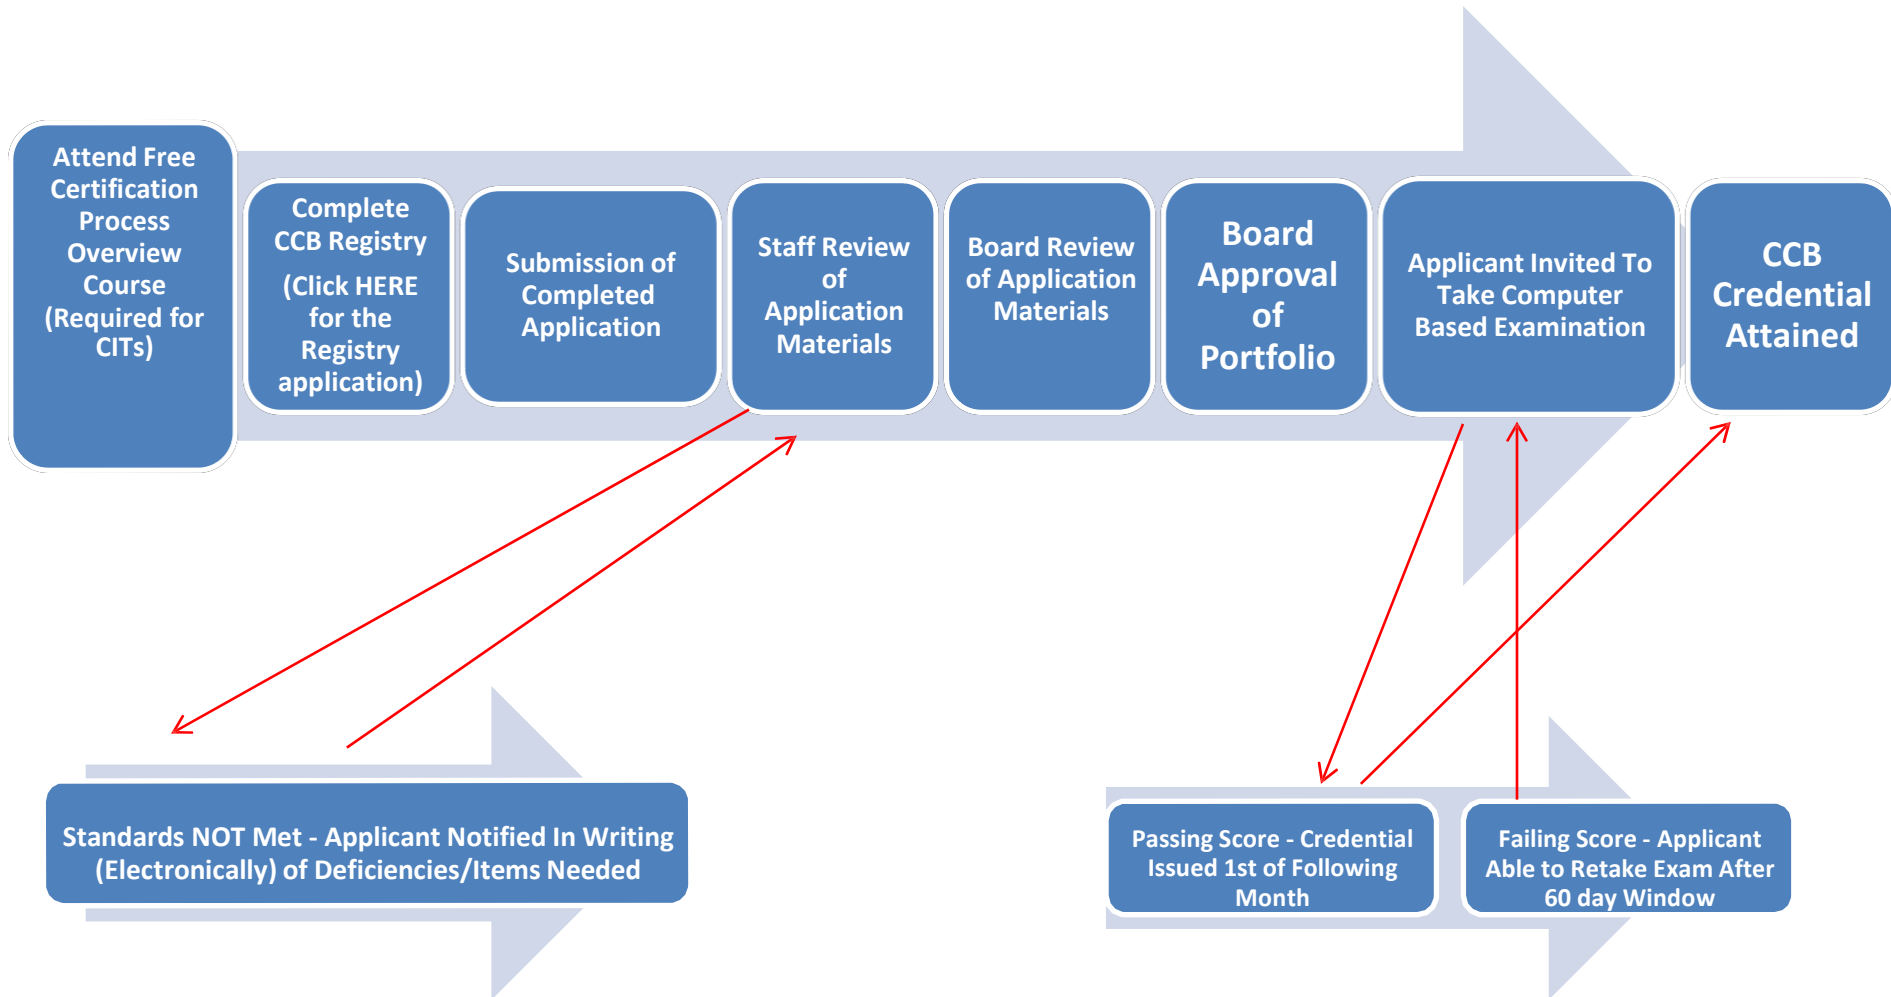 Attend Free
Certification
Process
Overview
Course
(Required for
CITs)
Complete
CCB Registry
(Click HERE
for the
Registry
application)
Submission of
Completed
Application
Staff Review
of
Application
Materials
Board Review
of Application
Materials
Board
Approval
of
Portfolio
Applicant Invited To
Take Computer
Based Examination
CCB
Credential
Attained
Standards NOT Met - Applicant Notified In Writing
(Electronically) of Deficiencies/Items Needed
Passing Score - Credential
Issued 1st of Following
Month
Failing Score - Applicant
Able to Retake Exam After
60 day Window